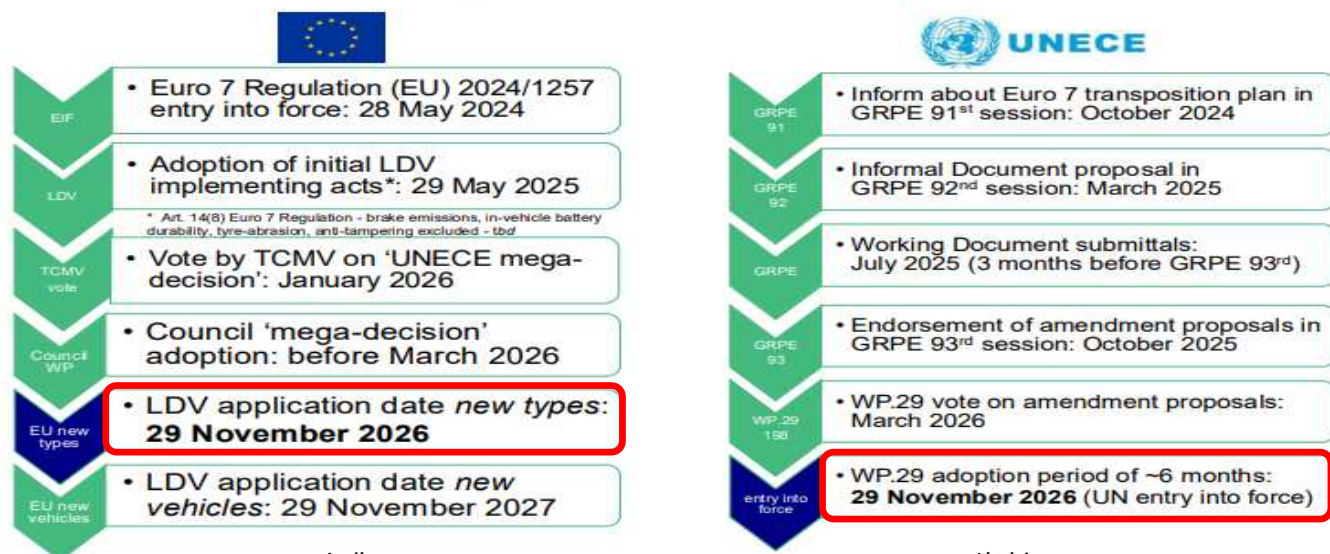 EIF
• Euro 7 Regulation (EU) 2024/1257
entry into force: 28 May 2024
LDV
• Adoption of initial LDV
implementing acts*: 29 May 2025
* Art. 14(8) Euro 7 Regulation - brake emissions, in-vehicle battery
durability, tyre-abrasion, anti-tampering excluded - tbd
TCMV
vote
• Vote by TCMV on ‘UNECE mega-
decision’: January 2026
Council
WP
• Council ‘mega-decision’
adoption: before March 2026
EU new
types
• LDV application date new types:
29 November 2026
EU new
vehicles
• LDV application date new
vehicles: 29 November 2027
UNECE
GRPE
91
• Inform about Euro 7 transposition plan in
GRPE 91st session: October 2024
GRPE
92
• Informal Document proposal in
GRPE 92nd session: March 2025
GRPE
• Working Document submittals:
July 2025 (3 months before GRPE 93rd)
GRPE
93
• Endorsement of amendment proposals in
GRPE 93rd session: October 2025
WP.29
198
• WP.29 vote on amendment proposals:
March 2026
entry into
force
• WP.29 adoption period of ~6 months:
29 November 2026 (UN entry into force)